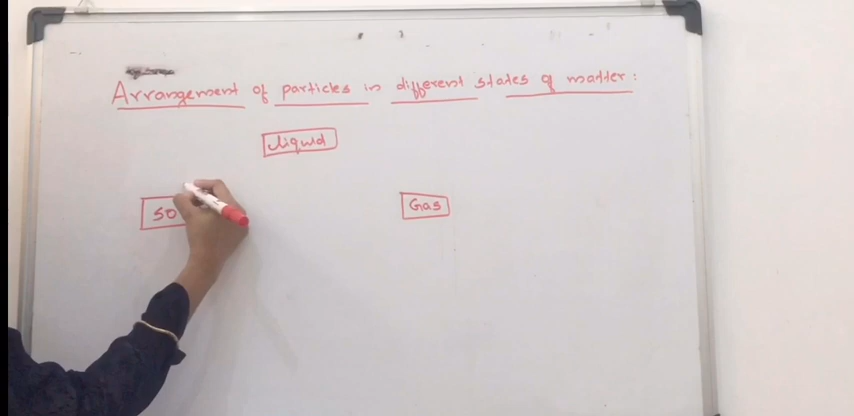 Arrangement of particles in different states of matter :
liquid
so
Gas